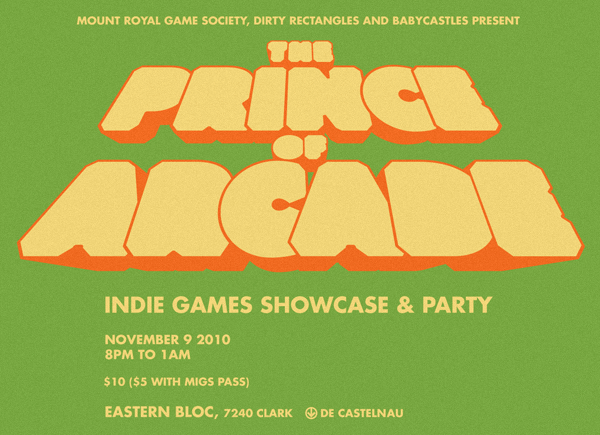 MOUNT ROYAL GAME SOCIETY, DIRTY RECTANGLES AND BABYCASTLES PRESENT
THE
PRINCE
OF
ARCADE
INDIE GAMES SHOWCASE & PARTY
NOVEMBER 9 2010
8PM TO 1AM
$10 ($5 WITH MIGS PASS)
EASTERN BLOC, 7240 CLARK DE CASTELNAU